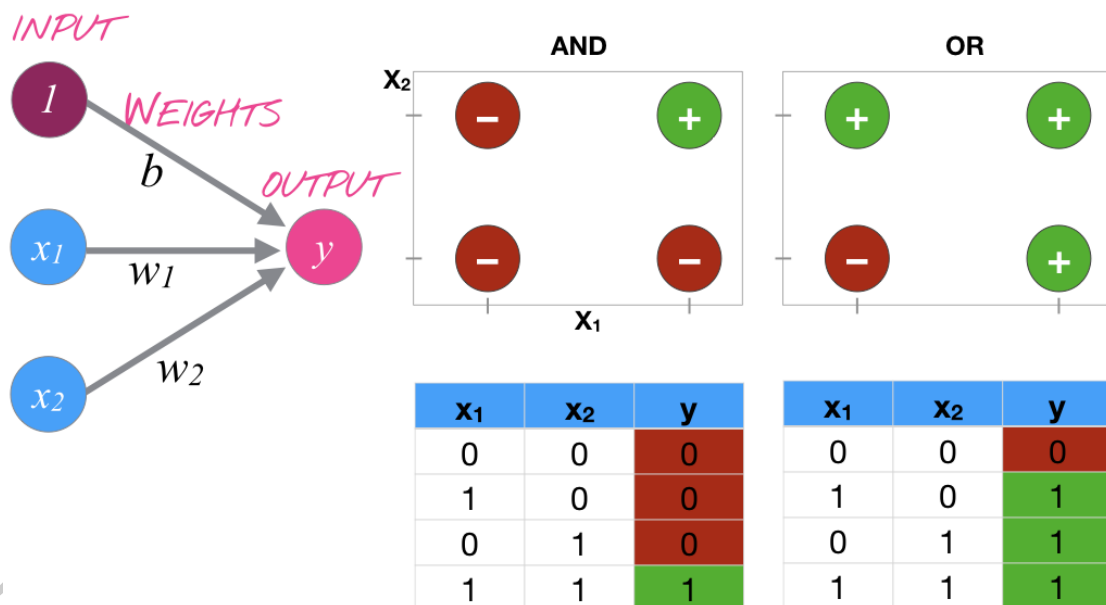 INPUT
1
WEIGHTS
b
OUTPUT
x1
w1
y
w2
x2
AND
X2
− +
− −
X1
OR
+ +
− +
x1 x2 y
0 0 0
1 0 0
0 1 0
1 1 1
x1 x2 y
0 0 0
1 0 1
0 1 1
1 1 1